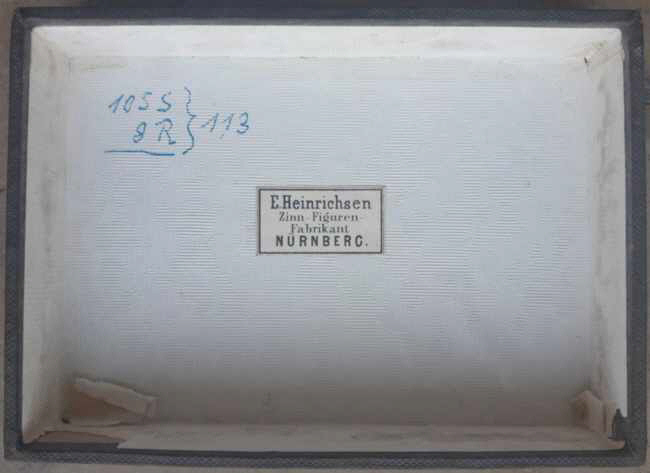 105 S } 113
8 R
E.Heinrichsen
Zinn-Figuren-
Fabrikant
NÜRNBERG.